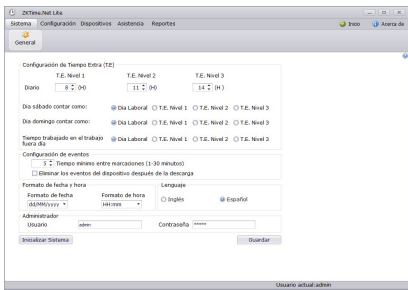 ZKTime.Net Lite
Sistema Configuración Dispositivos Asistencia Reportes Inicio Acerca de
General
Configuración de Tiempo Extra (T.E)
T.E. Nivel 1 T.E. Nivel 2 T.E. Nivel 3
Diario 8 (H) 11 (H) 14 (H)
Dia sábado contar como: Dia Laboral T.E. Nivel 1 T.E. Nivel 2 T.E. Nivel 3
Dia domingo contar como: Dia Laboral T.E. Nivel 1 T.E. Nivel 2 T.E. Nivel 3
Tiempo trabajado en el trabajo Dia Laboral T.E. Nivel 1 T.E. Nivel 2 T.E. Nivel 3
fuera día
Configuración de eventos
5 Tiempo mínimo entre marcaciones (1-30 minutos)
Eliminar los eventos del dispositivo después de la descarga
Formato de fecha y hora Lenguaje
Formato de fecha Formato de hora
Inglés Español
dd/MM/yyyy HH:mm
Administrador
Usuario admin Contraseña *****
Inicializar Sistema Guardar
Usuario actual:admin